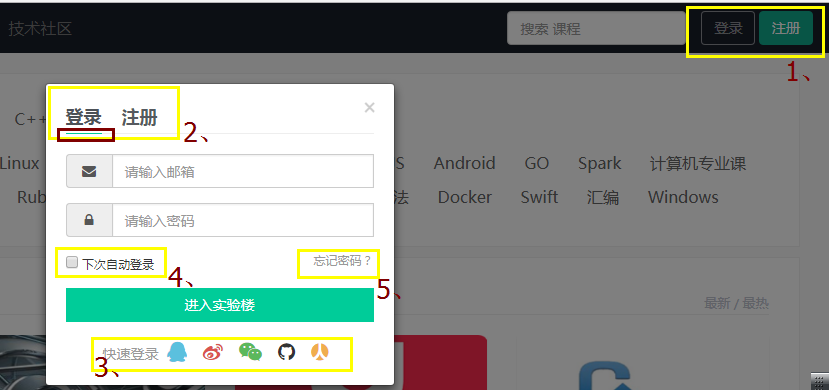 技术社区
搜索 课程
登录
注册
1、
登录 注册
×
2、
C++
Linux
S Android GO Spark 计算机专业课
请输入邮箱
Rub
法 Docker Swift 汇编 Windows
请输入密码
下次自动登录
4、
忘记密码？
5、
进入实验楼
最新 / 最热
快速登录
3、